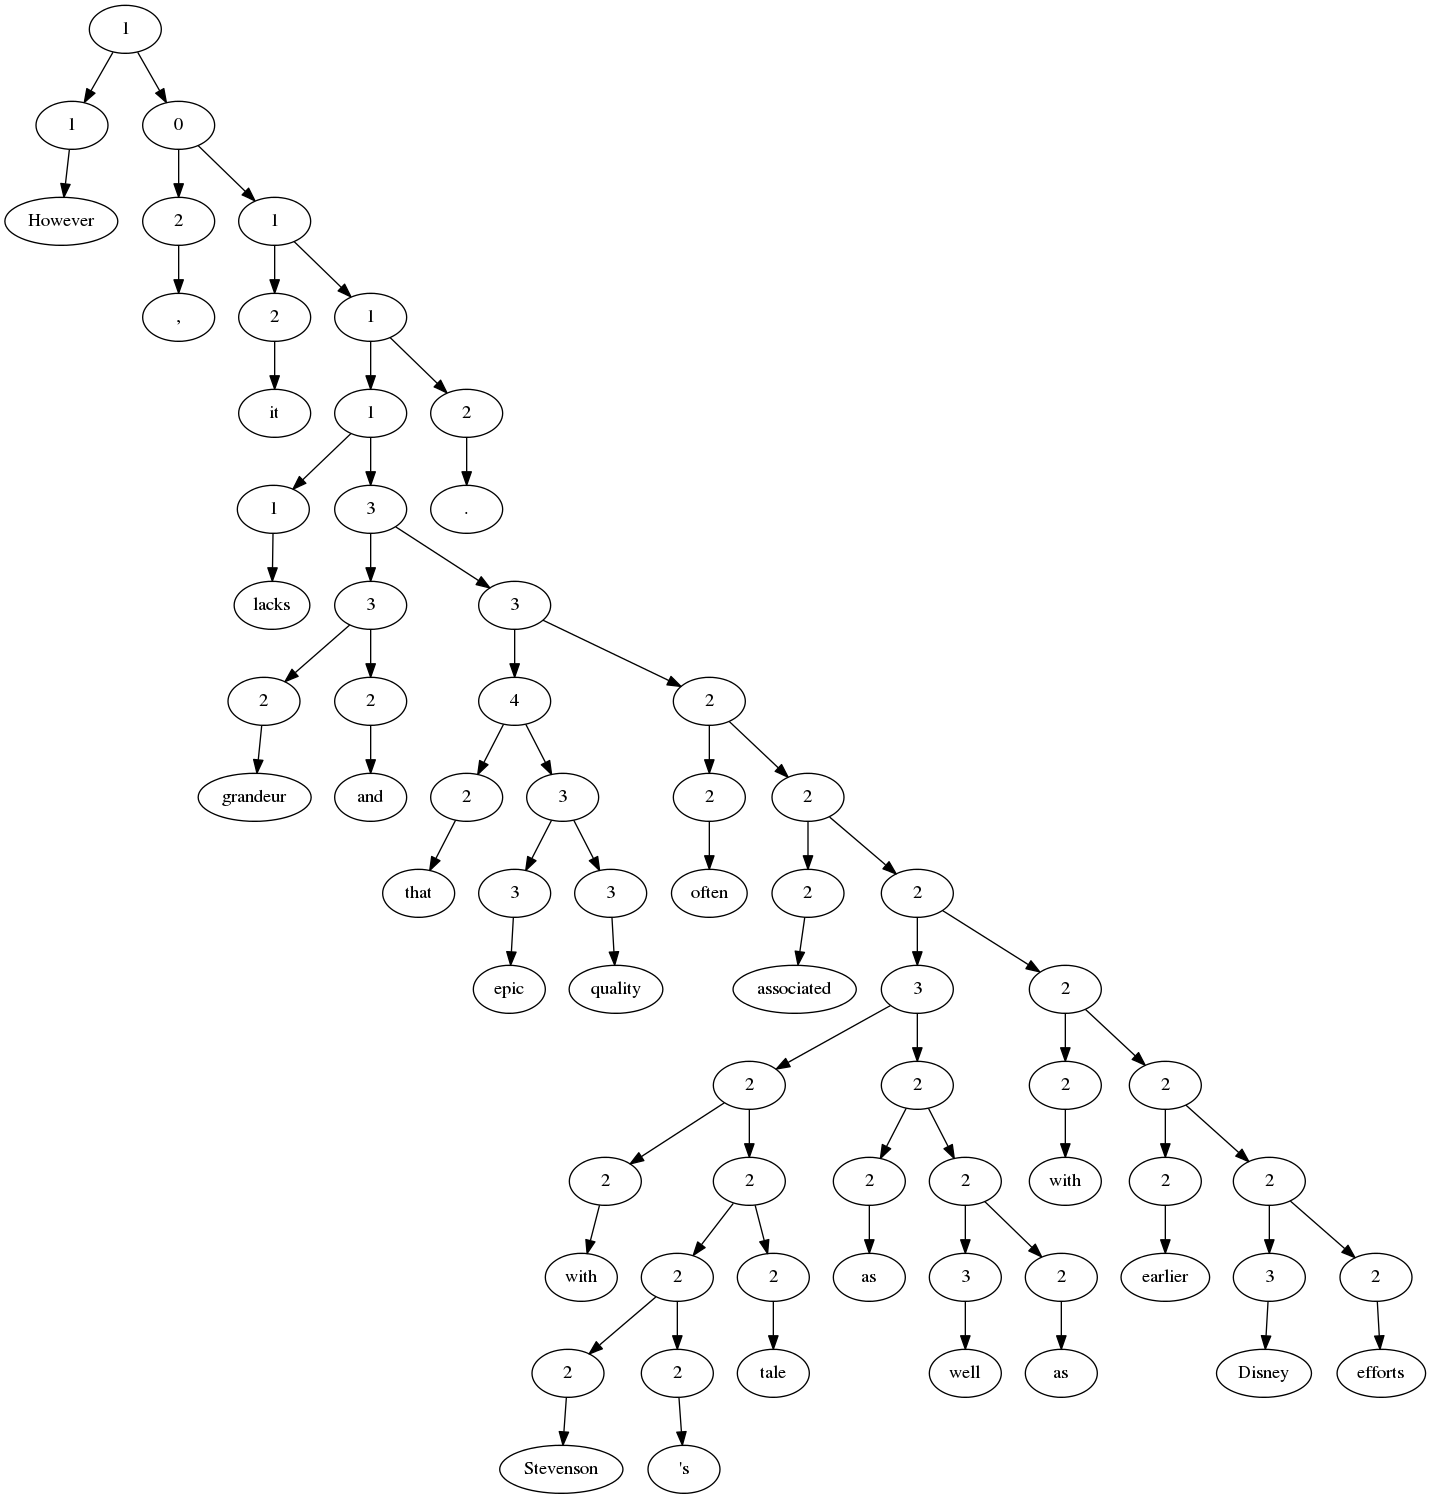 1
1 0
However 2 1
, 2 1
it 1 2
lacks
1 3 .
lacks 3 3
2 2 4 2
grandeur and 2 3 2 2
that 3 3 often 2 2
epic quality associated 3 2
2 2 2 2
2 2 2 2 with 2 2
with 2 2 as 3 2 earlier 3 2
2 2 tale well as Disney efforts
Stevenson 's